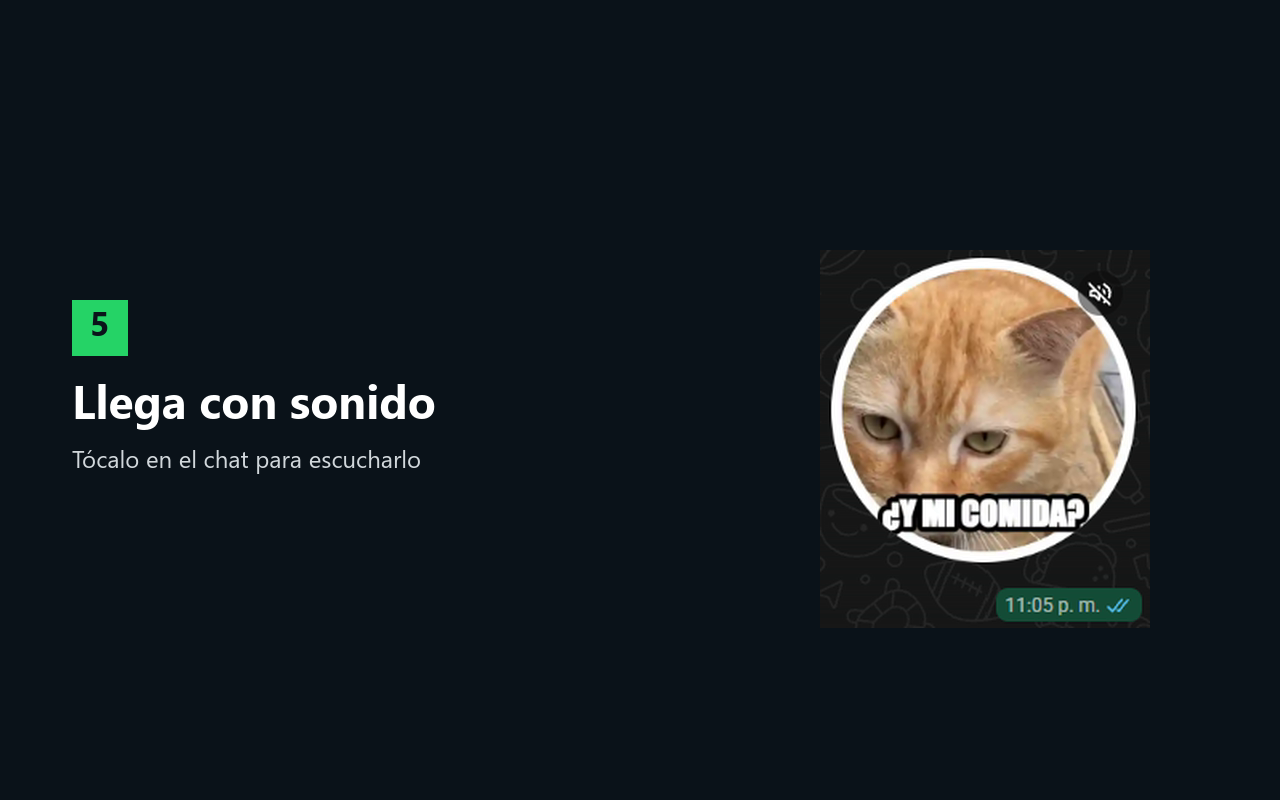 5
Llega con sonido
Tócalo en el chat para escucharlo
¿Y MI COMIDA?
11:05 p. m.